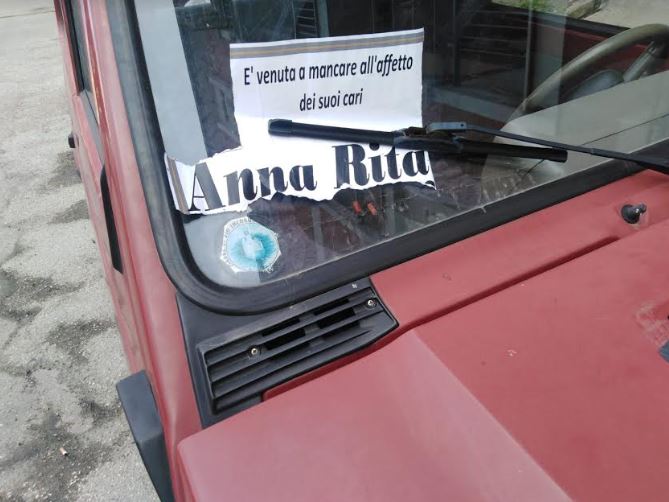 E' venuta a mancare all'affetto
dei suoi cari
Anna Rita